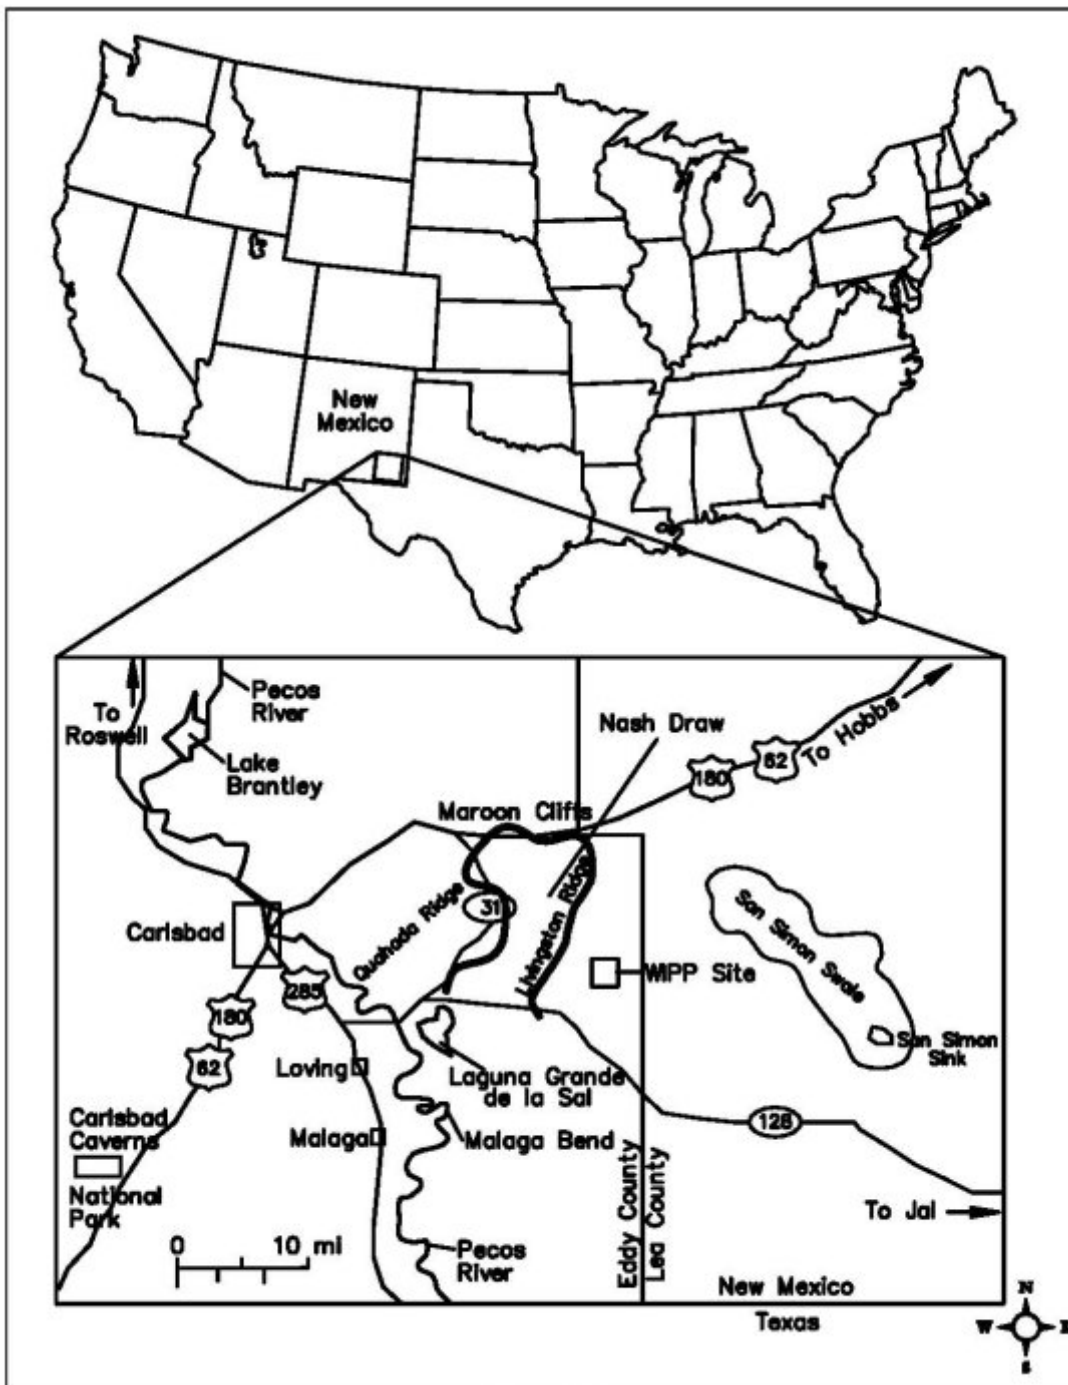 New
Mexico
To
Roswell
Pecos
River
Lake
Brantley
Nash Draw
180
62
To Hobbs
Maroon Cliffs
Carlsbad
Quahada Ridge
31
Livingston Ridge
WIPP Site
San Simon Swale
San Simon
Sink
285
180
62
Loving
Laguna Grande
de la Sal
Carlsbad
Caverns
National
Park
Malaga
Malaga Bend
128
Eddy County
Lea County
To Jal
0 10 mi
Pecos
River
New Mexico
Texas
N
W E
S